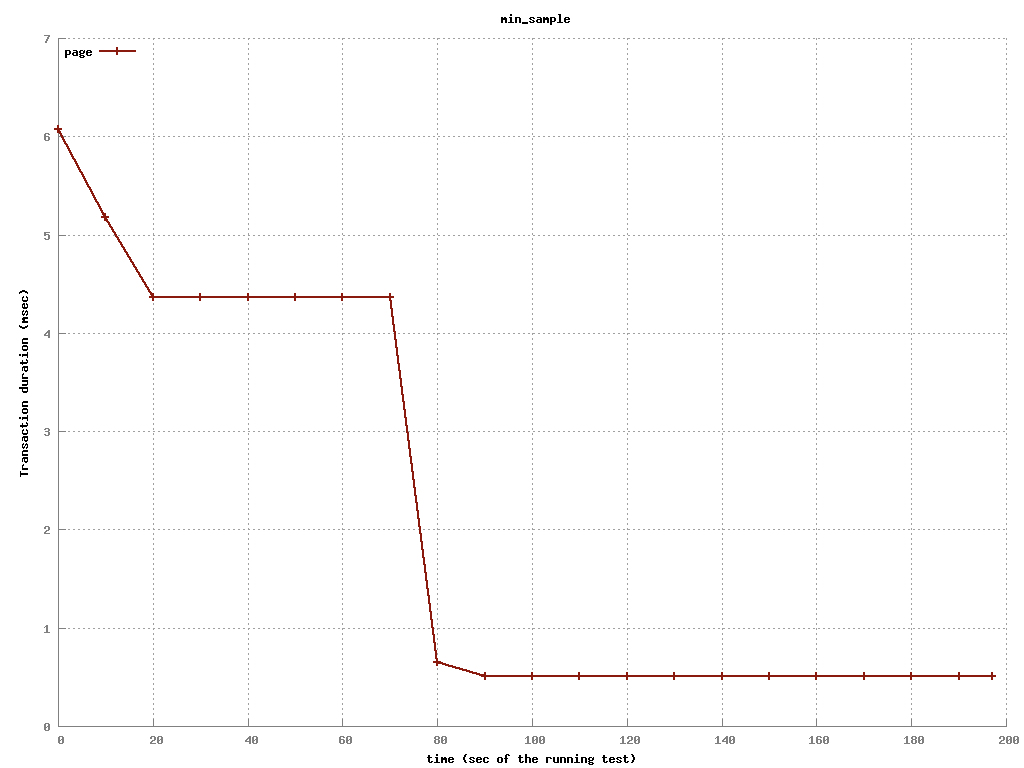 min_sample
page
7
6
5
4
3
2
1
0
Transaction duration (msec)
0 20 40 60 80 100 120 140 160 180 200
time (sec of the running test)